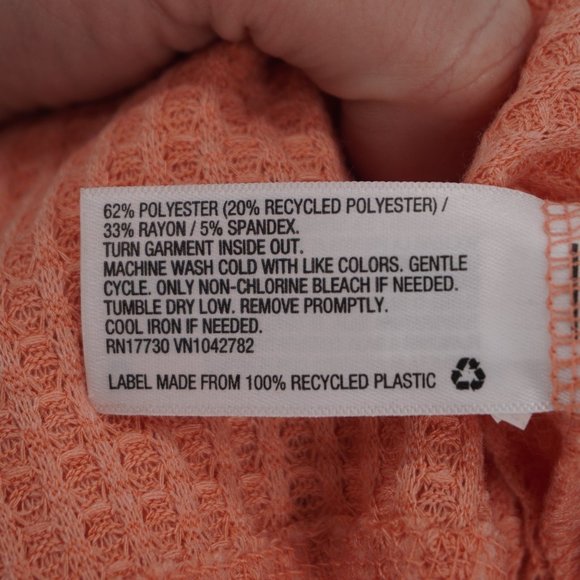 62% POLYESTER (20% RECYCLED POLYESTER) /
33% RAYON / 5% SPANDEX.
TURN GARMENT INSIDE OUT.
MACHINE WASH COLD WITH LIKE COLORS. GENTLE
CYCLE. ONLY NON-CHLORINE BLEACH IF NEEDED.
TUMBLE DRY LOW. REMOVE PROMPTLY.
COOL IRON IF NEEDED.
RN17730 VN1042782
LABEL MADE FROM 100% RECYCLED PLASTIC